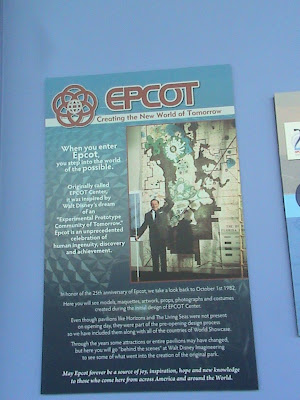 EPCOT
Creating the New World of Tomorrow
When you enter
Epcot
you step into the world
of the possible.
Originally called
EPCOT Center,
it was inspired by
Walt Disney's dream
of an
"Experimental Prototype
Community of Tomorrow."
Epcot is an unprecedented
celebration of
human ingenuity, discovery
and achievement.
In honor of the 25th anniversary of Epcot, we take a look back to October 1st 1982.
Here you will see models, maquettes, artwork, props, photographs and costumes
created during the initial design of EPCOT Center.
Even though pavilions like Horizons and The Living Seas were not present
on opening day, they were part of the pre-opening design process
so we have included them along with all of the countries of World Showcase.
Through the years some attractions or entire pavilions may have changed,
but here you will go "behind the scenes" at Walt Disney Imagineering
to see some of what went into the creation of the original park.
May Epcot forever be a source of joy, inspiration, hope and new knowledge
to those who come here from across America and around the World.